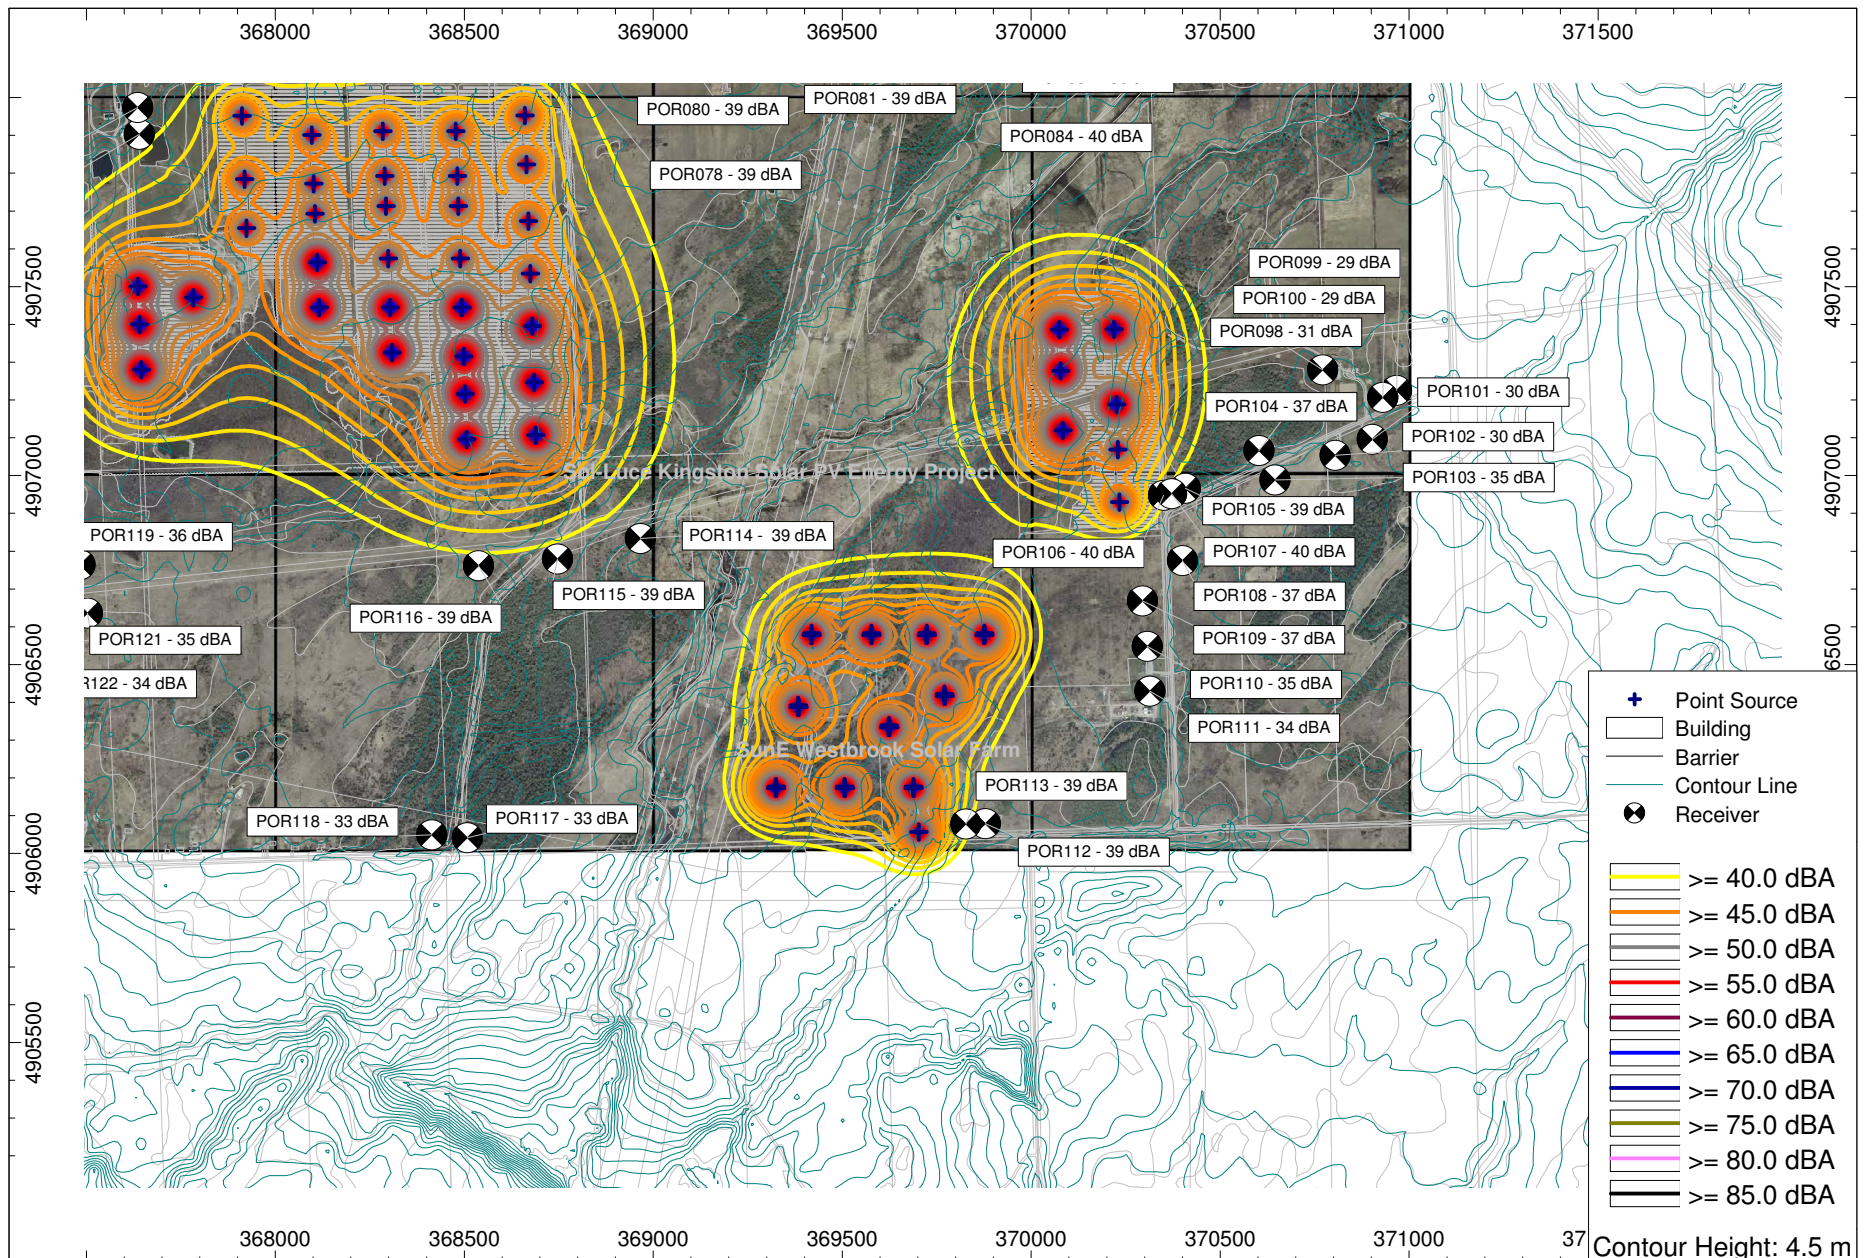 368000 368500 369000 369500 370000 370500 371000 371500
POR080 - 39 dBA
POR081 - 39 dBA
POR084 - 40 dBA
POR078 - 39 dBA
POR099 - 29 dBA
POR100 - 29 dBA
POR098 - 31 dBA
4907500
4907500
POR101 - 30 dBA
POR104 - 37 dBA
POR102 - 30 dBA
4907000
Sol-Luce Kingston Solar PV Energy Project
POR103 - 35 dBA
4907000
POR105 - 39 dBA
POR119 - 36 dBA
POR114 - 39 dBA
POR106 - 40 dBA
POR107 - 40 dBA
POR115 - 39 dBA
POR108 - 37 dBA
POR116 - 39 dBA
POR121 - 35 dBA
POR109 - 37 dBA
4906500
6500
R122 - 34 dBA
POR110 - 35 dBA
POR111 - 34 dBA
SunE Westbrook Solar Farm
POR113 - 39 dBA
POR118 - 33 dBA
POR117 - 33 dBA
POR112 - 39 dBA
4906000
4905500
Point Source
Building
Barrier
Contour Line
Receiver
>= 40.0 dBA
>= 45.0 dBA
>= 50.0 dBA
>= 55.0 dBA
>= 60.0 dBA
>= 65.0 dBA
>= 70.0 dBA
>= 75.0 dBA
>= 80.0 dBA
>= 85.0 dBA
Contour Height: 4.5 m
368000 368500 369000 369500 370000 370500 371000 37